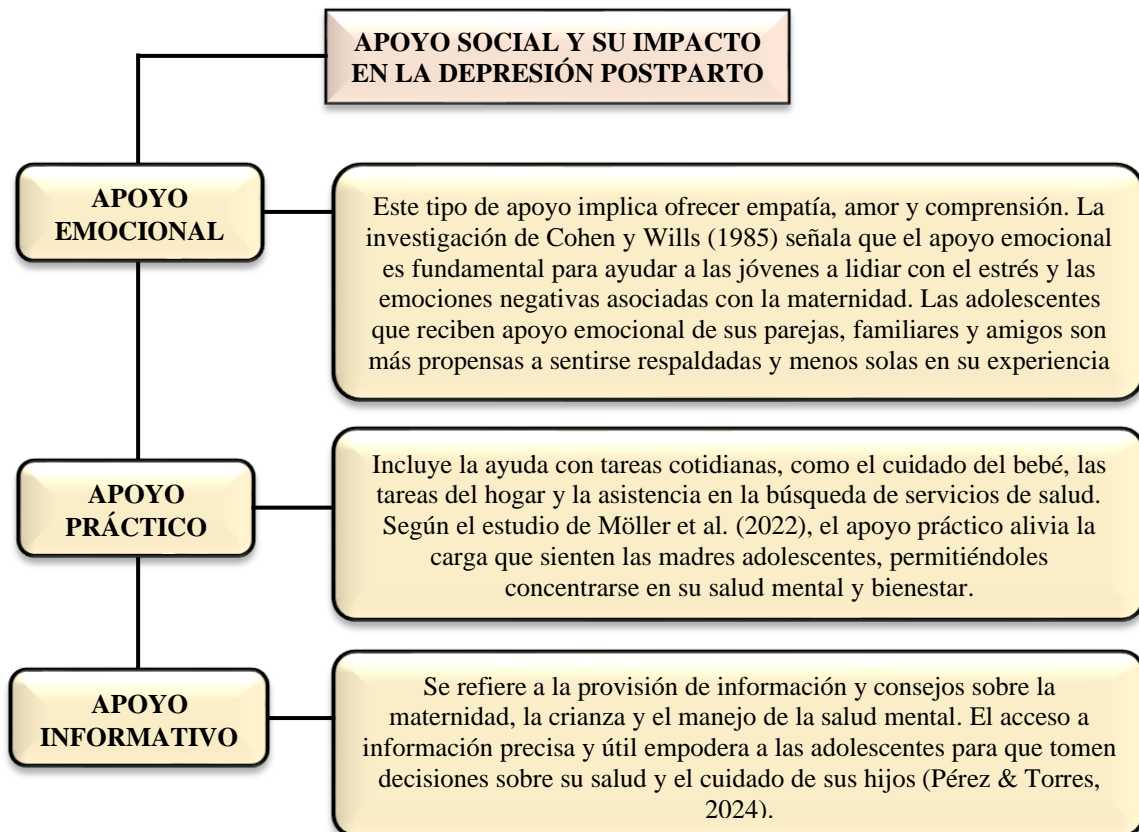 APOYO SOCIAL Y SU IMPACTO
EN LA DEPRESIÓN POSTPARTO
APOYO
EMOCIONAL
Este tipo de apoyo implica ofrecer empatía, amor y comprensión. La
investigación de Cohen y Wills (1985) señala que el apoyo emocional
es fundamental para ayudar a las jóvenes a lidiar con el estrés y las
emociones negativas asociadas con la maternidad. Las adolescentes
que reciben apoyo emocional de sus parejas, familiares y amigos son
más propensas a sentirse respaldadas y menos solas en su experiencia
APOYO
PRÁCTICO
Incluye la ayuda con tareas cotidianas, como el cuidado del bebé, las
tareas del hogar y la asistencia en la búsqueda de servicios de salud.
Según el estudio de Möller et al. (2022), el apoyo práctico alivia la
carga que sienten las madres adolescentes, permitiéndoles
concentrarse en su salud mental y bienestar.
APOYO
INFORMATIVO
Se refiere a la provisión de información y consejos sobre la
maternidad, la crianza y el manejo de la salud mental. El acceso a
información precisa y útil empodera a las adolescentes para que tomen
decisiones sobre su salud y el cuidado de sus hijos (Pérez & Torres,
2024).